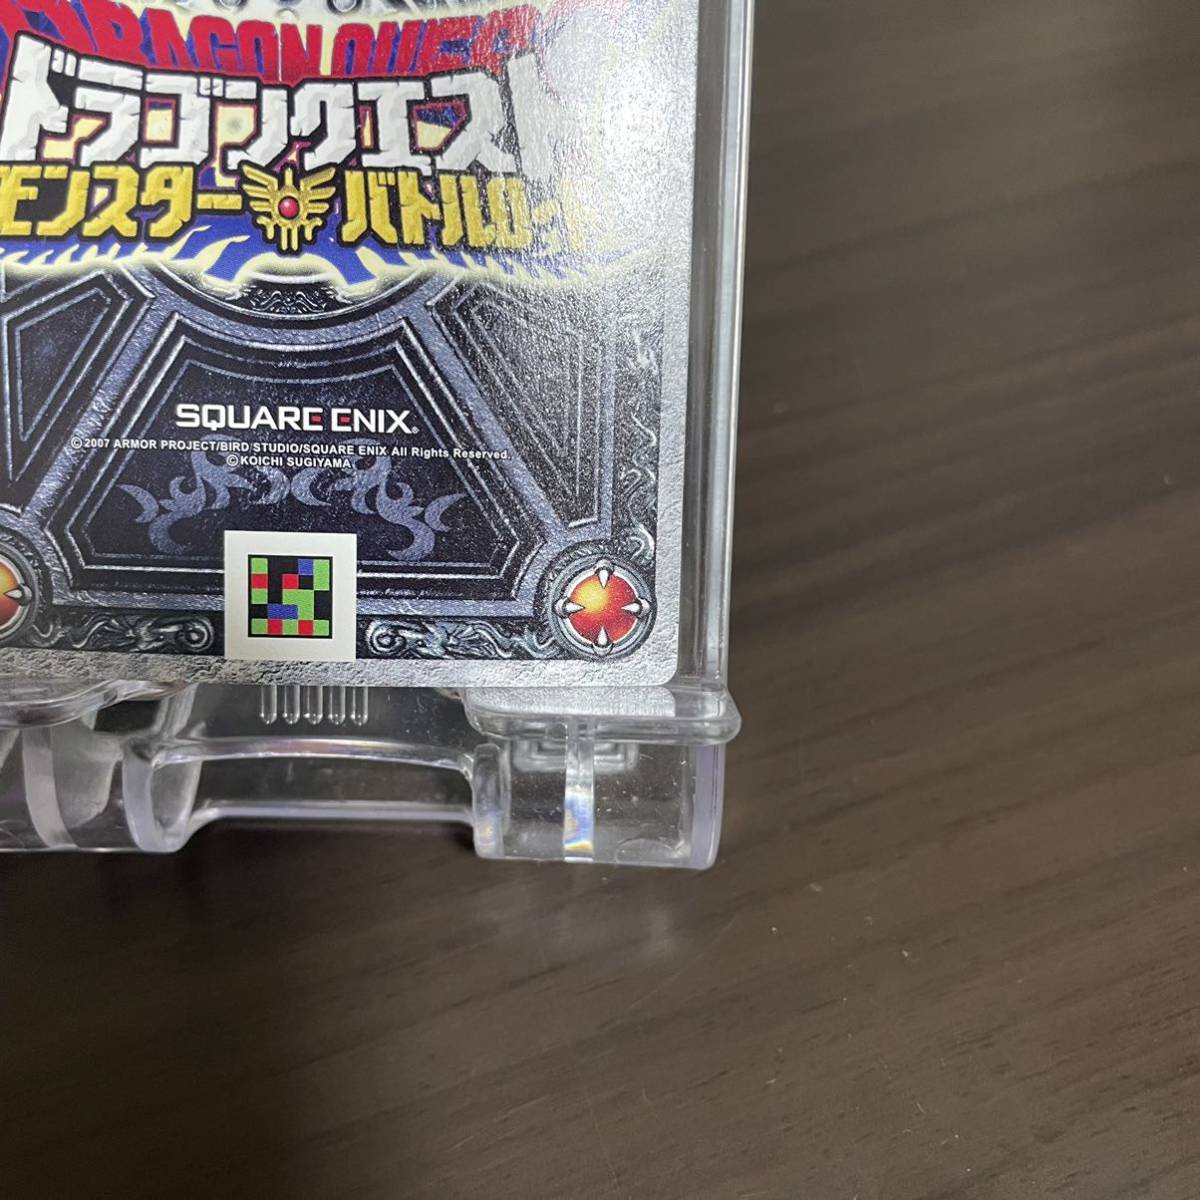 DRAGON QUEST
ドラゴンクエスト
モンスター バトルロード
SQUARE ENIX
©2007 ARMOR PROJECT/BIRD STUDIO/SQUARE ENIX All Rights Reserved.
©KOICHI SUGIYAMA